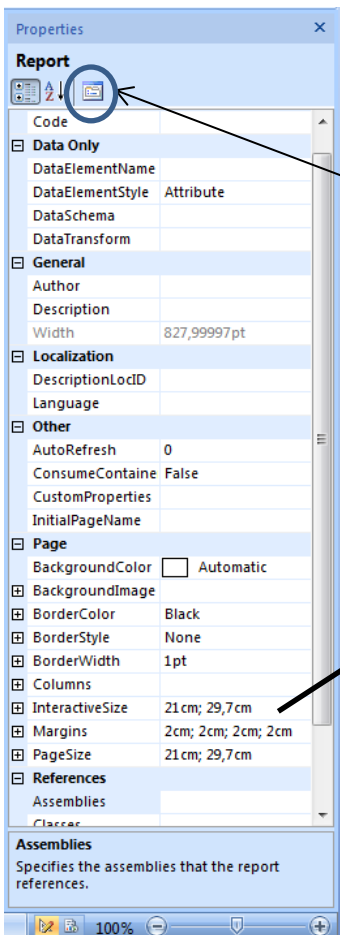 Properties ×
Report
A Z
Code
Data Only
DataElementName
DataElementStyle Attribute
DataSchema
DataTransform
General
Author
Description
Width 827,99997pt
Localization
DescriptionLocID
Language
Other
AutoRefresh 0
ConsumeContaine False
CustomProperties
InitialPageName
Page
BackgroundColor Automatic
BackgroundImage
BorderColor Black
BorderStyle None
BorderWidth 1pt
Columns
InteractiveSize 21cm; 29,7cm
Margins 2cm; 2cm; 2cm; 2cm
PageSize 21cm; 29,7cm
References
Assemblies
Classes
Assemblies
Specifies the assemblies that the report
references.
100%